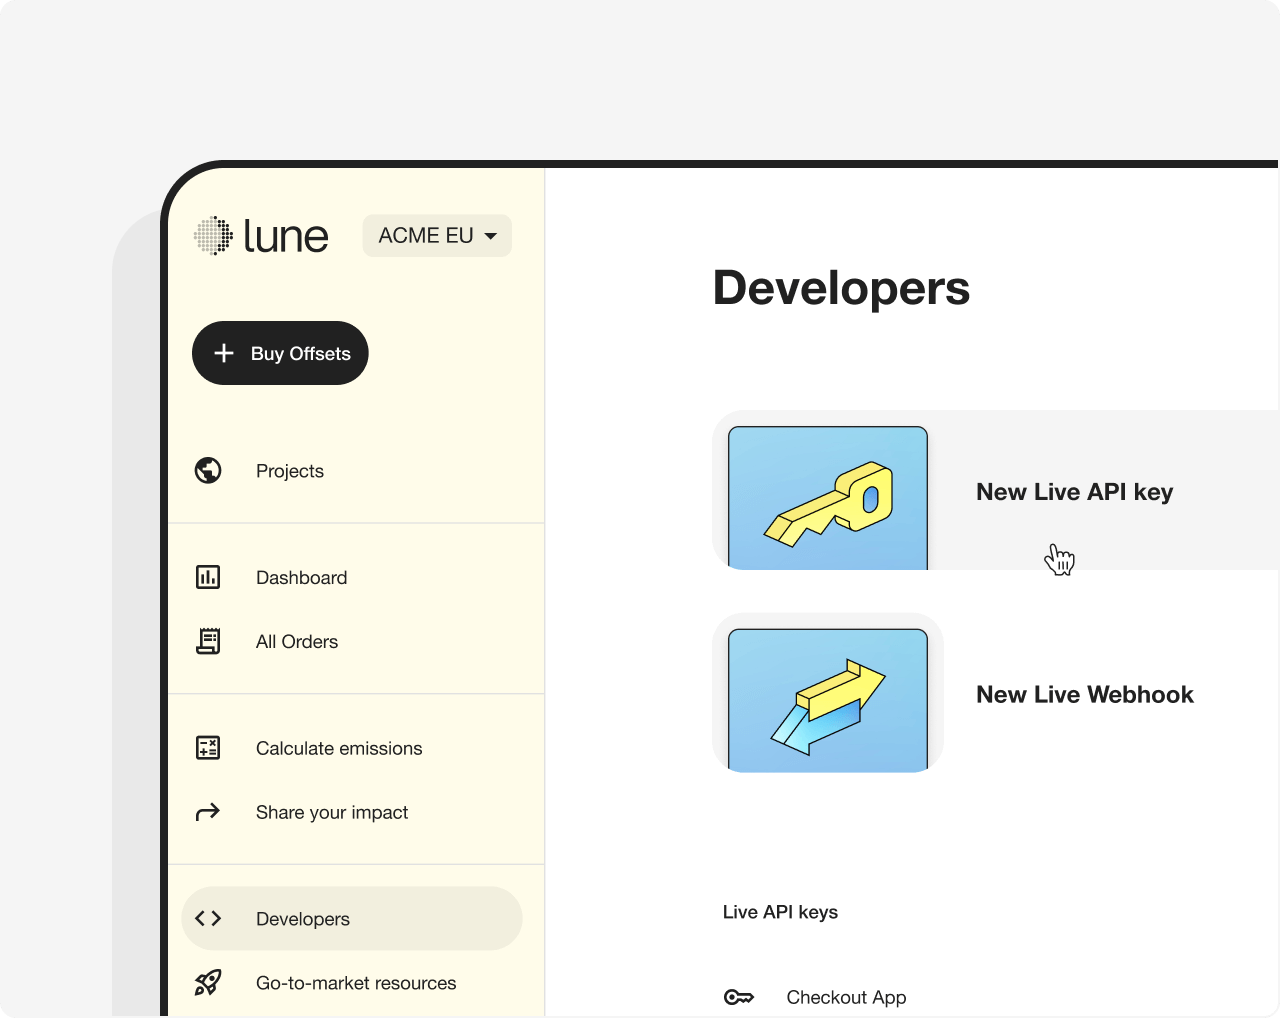 lune
ACME EU
Buy Offsets
Projects
Dashboard
All Orders
Calculate emissions
Share your impact
Developers
Go-to-market resources
Developers
New Live API key
New Live Webhook
Live API keys
Checkout App